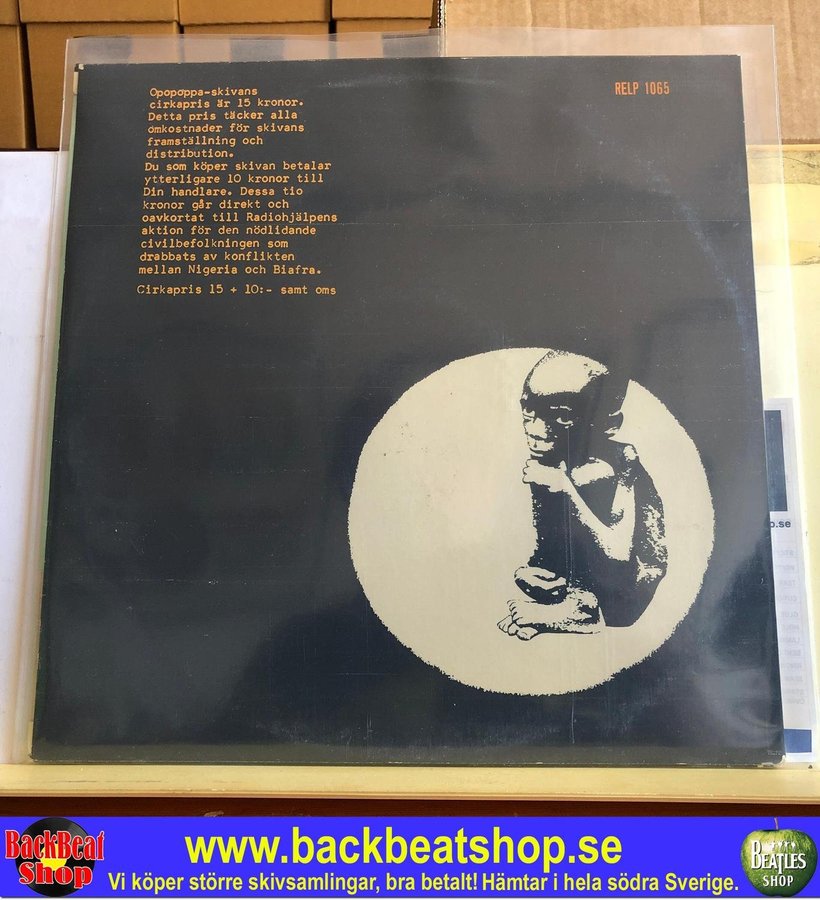 Opopoppa-skivans
cirkapris är 15 kronor.
Detta pris täcker alla
omkostnader för skivans
framställning och
distribution.
Du som köper skivan betalar
ytterligare 10 kronor till
Din handlare. Dessa tio
kronor går direkt och
oavkortat till Radiohjälpens
aktion för den nödlidande
civilbefolkningen som
drabbats av konflikten
mellan Nigeria och Biafra.
Cirkapris 15 + 10:- samt oms
RELP 1065
p.se
BackBeat
Shop
www.backbeatshop.se
Vi köper större skivsamlingar, bra betalt! Hämtar i hela södra Sverige.
BEATLES
SHOP